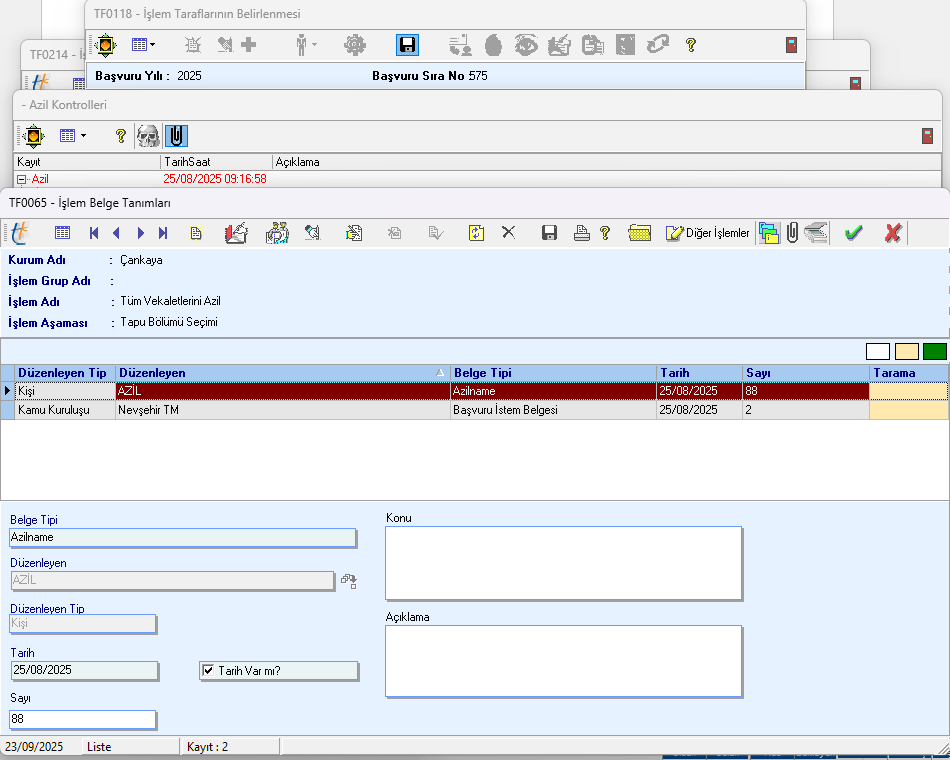 TF0118 - İşlem Taraflarının Belirlenmesi
Başvuru Yılı : 2025 Başvuru Sıra No 575
TF0214 - İş
- Azil Kontrolleri
Kayıt TarihSaat Açıklama
Azil 25/08/2025 09:16:58
TF0065 - İşlem Belge Tanımları
Diğer İşlemler
Kurum Adı : Çankaya
İşlem Grup Adı :
İşlem Adı : Tüm Vekaletlerini Azil
İşlem Aşaması : Tapu Bölümü Seçimi
Düzenleyen Tip Düzenleyen Belge Tipi Tarih Sayı Tarama
Kişi AZİL Azilname 25/08/2025 88
Kamu Kuruluşu Nevşehir TM Başvuru İstem Belgesi 25/08/2025 2
Belge Tipi
Azilname
Düzenleyen
AZİL
Düzenleyen Tip
Kişi
Tarih
25/08/2025
Tarih Var mı?
Sayı
88
Konu
Açıklama
23/09/2025 Liste Kayıt : 2